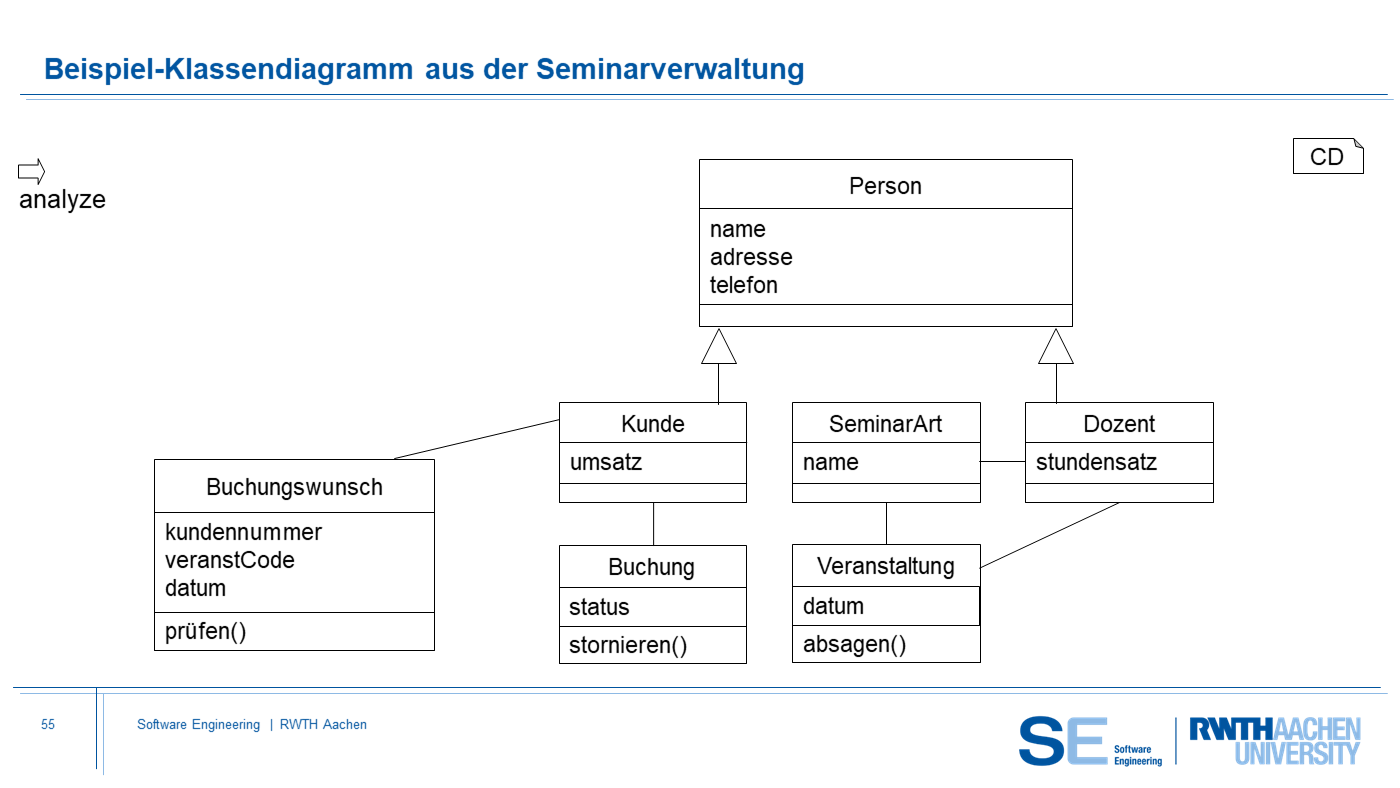 Beispiel-Klassendiagramm aus der Seminarverwaltung
analyze
CD
Person
name
adresse
telefon
Kunde
umsatz
SeminarArt
name
Dozent
stundensatz
Buchungswunsch
kundennummer
veranstCode
datum
prüfen()
Buchung
status
stornieren()
Veranstaltung
datum
absagen()
55
Software Engineering | RWTH Aachen
SE Software
Engineering
RWTHAACHEN
UNIVERSITY